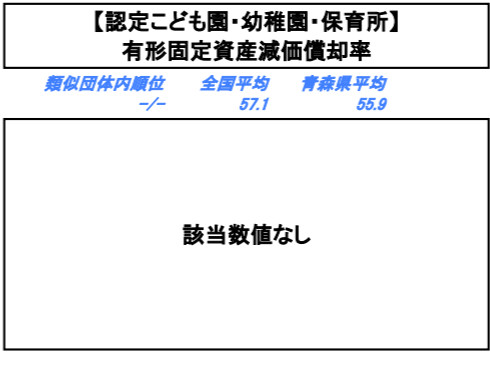 【認定こども園・幼稚園・保育所】
有形固定資産減価償却率
類似団体内順位 全国平均 青森県平均
-/- 57.1 55.9
該当数値なし